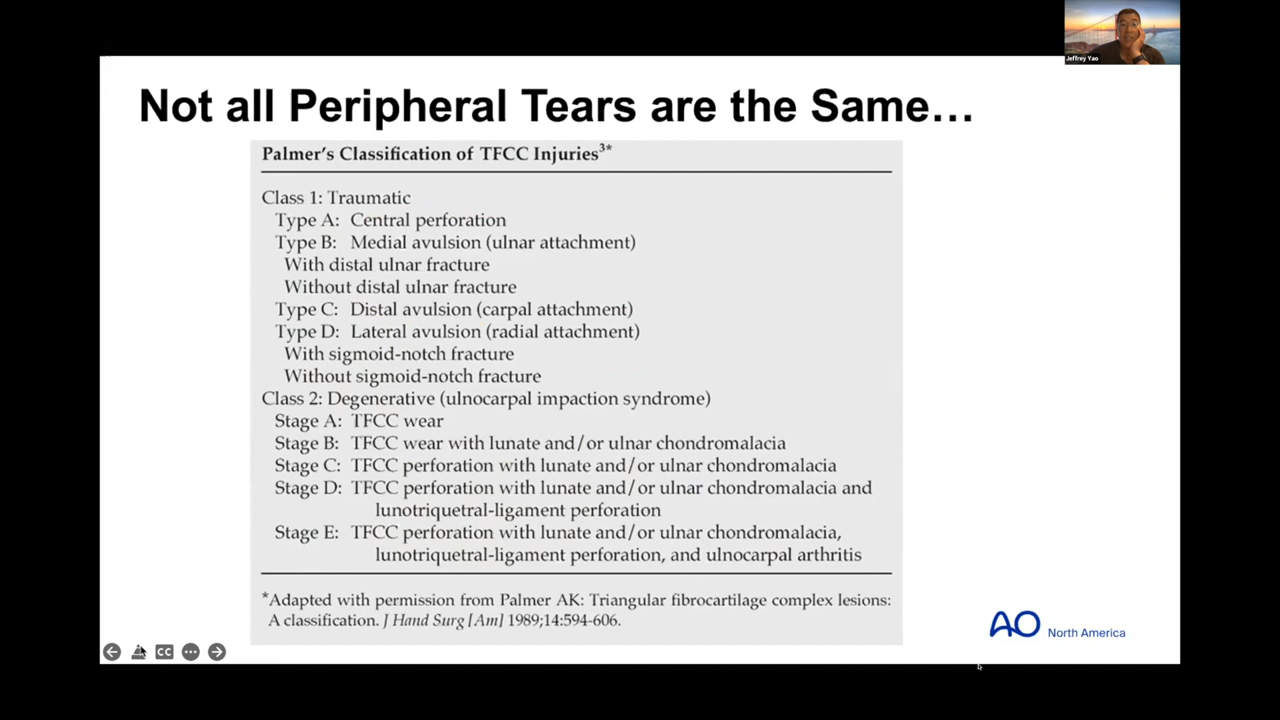 Jeffrey Yao
Not all Peripheral Tears are the Same…
Palmer's Classification of TFCC Injuries3*
Class 1: Traumatic
Type A: Central perforation
Type B: Medial avulsion (ulnar attachment)
With distal ulnar fracture
Without distal ulnar fracture
Type C: Distal avulsion (carpal attachment)
Type D: Lateral avulsion (radial attachment)
With sigmoid-notch fracture
Without sigmoid-notch fracture
Class 2: Degenerative (ulnocarpal impaction syndrome)
Stage A: TFCC wear
Stage B: TFCC wear with lunate and/or ulnar chondromalacia
Stage C: TFCC perforation with lunate and/or ulnar chondromalacia
Stage D: TFCC perforation with lunate and/or ulnar chondromalacia and
lunotriquetral-ligament perforation
Stage E: TFCC perforation with lunate and/or ulnar chondromalacia,
lunotriquetral-ligament perforation, and ulnocarpal arthritis
*Adapted with permission from Palmer AK: Triangular fibrocartilage complex lesions:
A classification. J Hand Surg [Am] 1989;14:594-606.
AO North America
CC